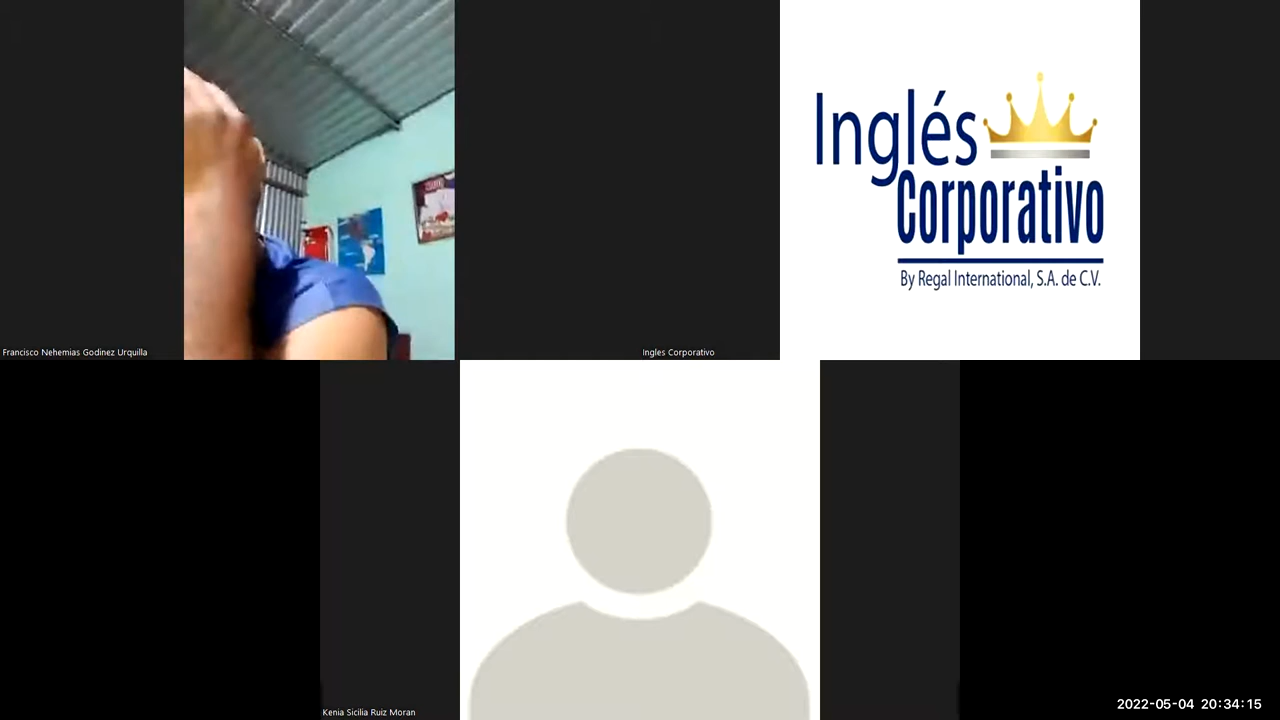 Inglés
Corporativo
By Regal International, S.A. de C.V.
Francisco Nehemias Godinez Urquilla
Ingles Corporativo
Kenia Sicilia Ruiz Moran
2022-05-04 20:34:15